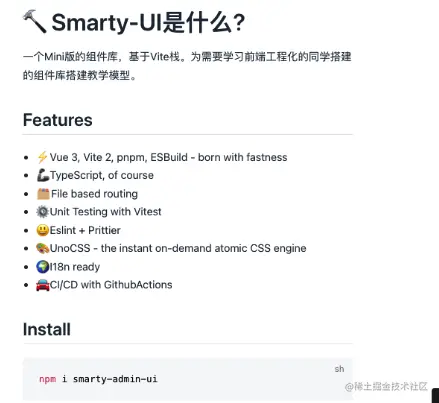 🔨 Smarty-UI是什么?
一个Mini版的组件库，基于Vite栈。为需要学习前端工程化的同学搭建
的组件库搭建教学模型。
Features
⚡Vue 3, Vite 2, pnpm, ESBuild - born with fastness
💪TypeScript, of course
🗂File based routing
⚙️Unit Testing with Vitest
😃Eslint + Prittier
🎨UnoCSS - the instant on-demand atomic CSS engine
🌍I18n ready
🚘CI/CD with GithubActions
Install
sh
npm i smarty-admin-ui
@稀土掘金技术社区